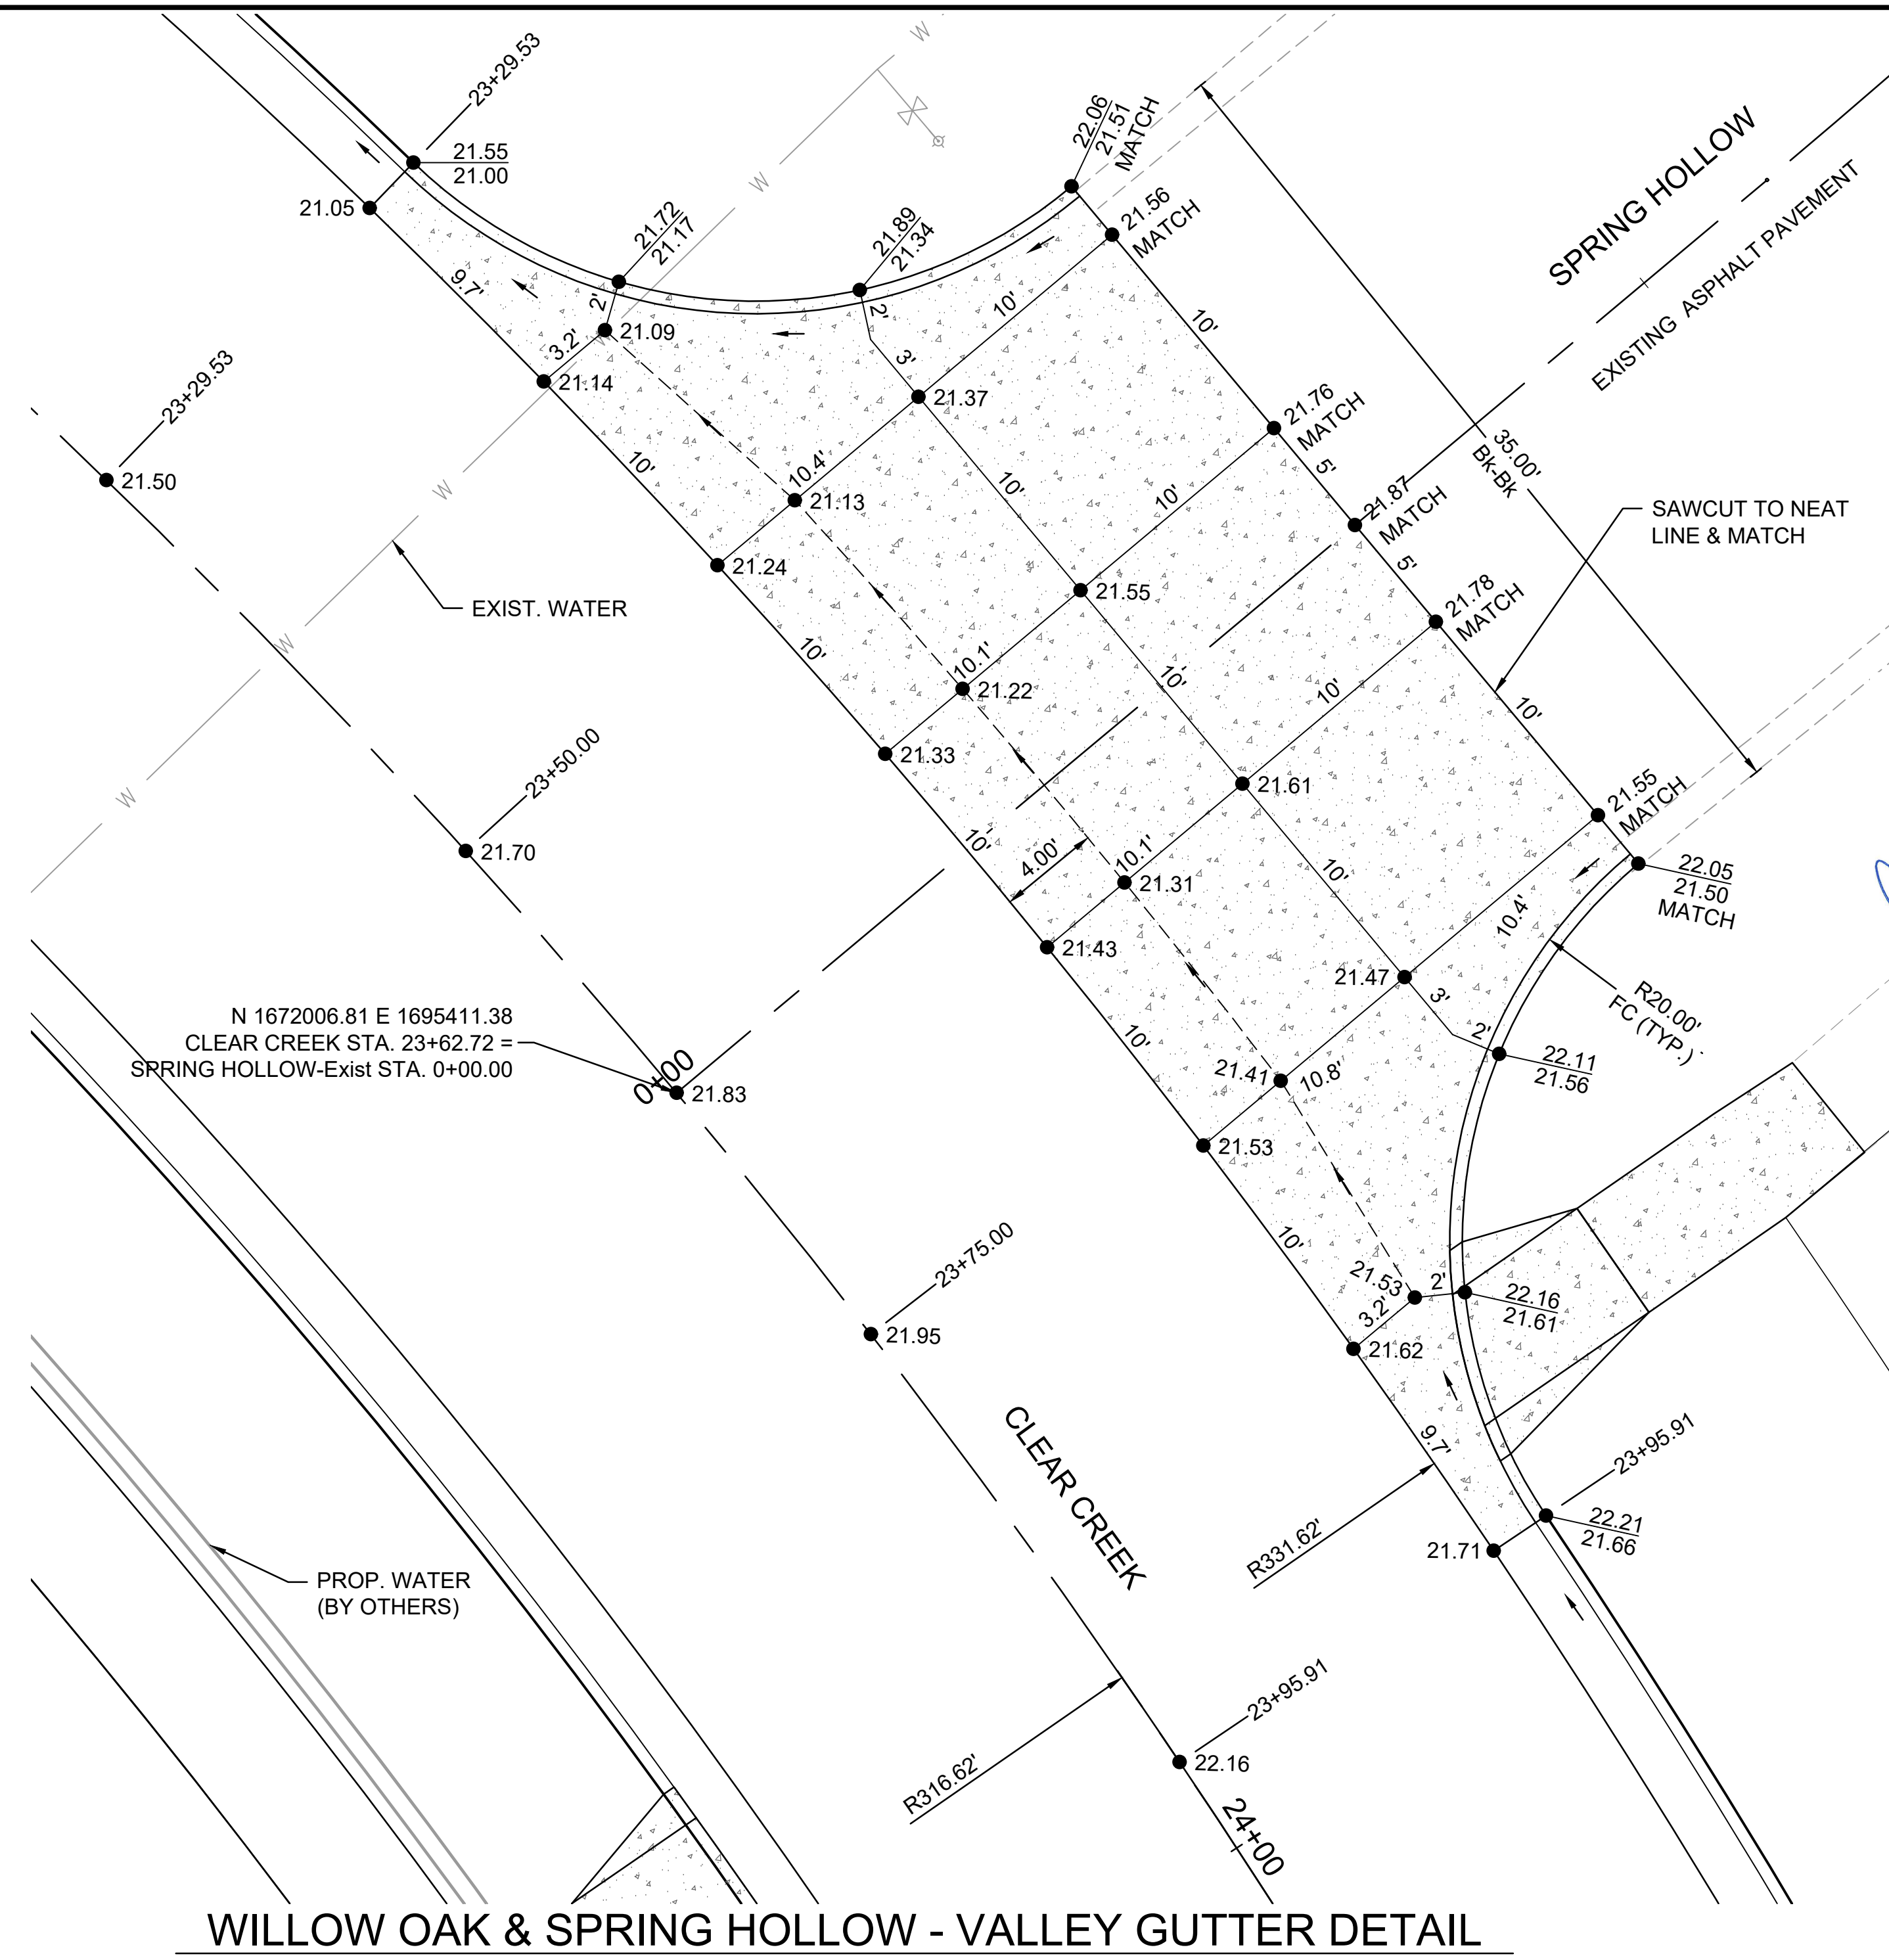 23+29.53
21.55
21.00
21.05
W
22.06
21.51
MATCH
SPRING HOLLOW
EXISTING ASPHALT PAVEMENT
21.56
MATCH
21.72
21.17
W
21.89
21.34
9.7'
2'
2'
10'
10'
21.09
3.2'
W
21.14
3'
21.37
23+29.53
21.50
W
10'
10.4'
21.13
10'
21.76
MATCH
10'
5'
35.00'
Bk-Bk
21.87
MATCH
SAWCUT TO NEAT
LINE & MATCH
21.24
5'
EXIST. WATER
W
21.55
21.78
MATCH
10'
10.1'
21.22
10'
10'
10'
23+50.00
21.33
W
21.70
21.61
21.55
MATCH
10'
4.00'
10.1'
21.31
10'
22.05
21.50
MATCH
10.4'
21.43
21.47
3'
R20.00'
FC (TYP.)
N 1672006.81 E 1695411.38
CLEAR CREEK STA. 23+62.72 =
SPRING HOLLOW-Exist STA. 0+00.00
0+00
21.83
10'
2'
22.11
21.56
21.41
10.8'
21.53
23+75.00
21.95
10'
21.53
2'
3.2'
22.16
21.61
21.62
CLEAR CREEK
9.7'
23+95.91
22.21
21.66
R331.62'
21.71
PROP. WATER
(BY OTHERS)
23+95.91
22.16
R316.62'
24+00
WILLOW OAK & SPRING HOLLOW - VALLEY GUTTER DETAIL